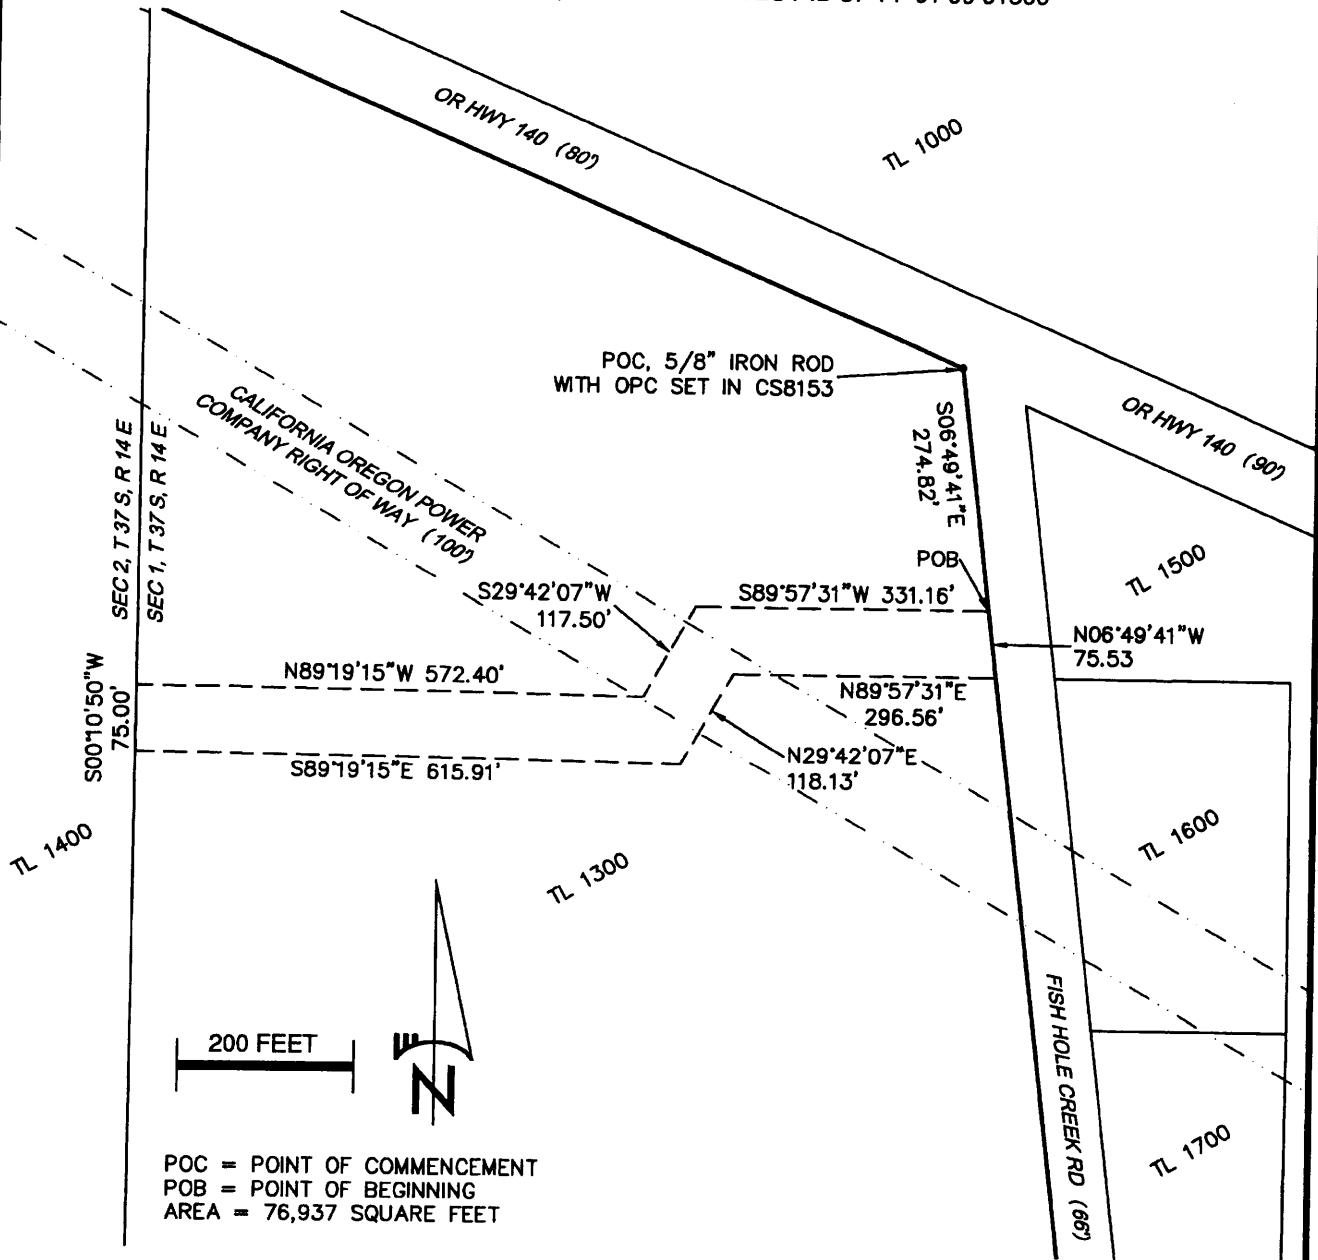 OR HWY 140 (80')
TL 1000
POC, 5/8" IRON ROD
WITH OPC SET IN CS8153
CALIFORNIA OREGON POWER
COMPANY RIGHT OF WAY (100')
OR HWY 140 (90')
S06°49'41"E
274.82'
SEC 2, T 37 S, R 14 E
SEC 1, T 37 S, R 14 E
POB
TL 1500
S29°42'07"W
117.50'
S89°57'31"W 331.16'
N06°49'41"W
75.53
N89°19'15"W 572.40'
S00°10'50"W
75.00'
N89°57'31"E
296.56'
N29°42'07"E
118.13'
S89°19'15"E 615.91'
TL 1400
TL 1300
TL 1600
FISH HOLE CREEK RD (66')
TL 1700
200 FEET
N
POC = POINT OF COMMENCEMENT
POB = POINT OF BEGINNING
AREA = 76,937 SQUARE FEET